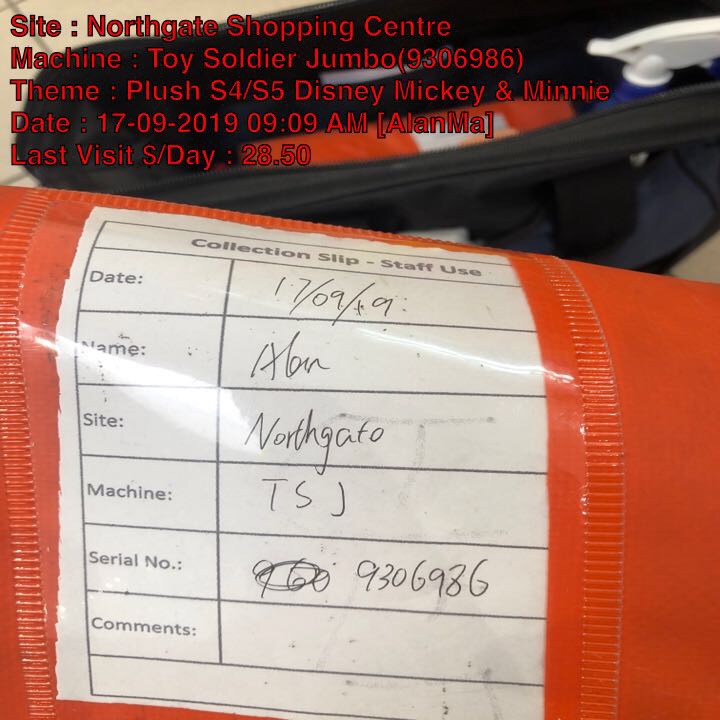 Site : Northgate Shopping Centre
Machine : Toy Soldier Jumbo(9306986)
Theme : Plush S4/S5 Disney Mickey & Minnie
Date : 17-09-2019 09:09 AM [AlanMa]
Last Visit $/Day : 28.50
Collection Slip - Staff Use
Date: 17/09/19
Name: Alan
Site: Northgate
Machine: TSJ
Serial No.: 9306986
Comments: